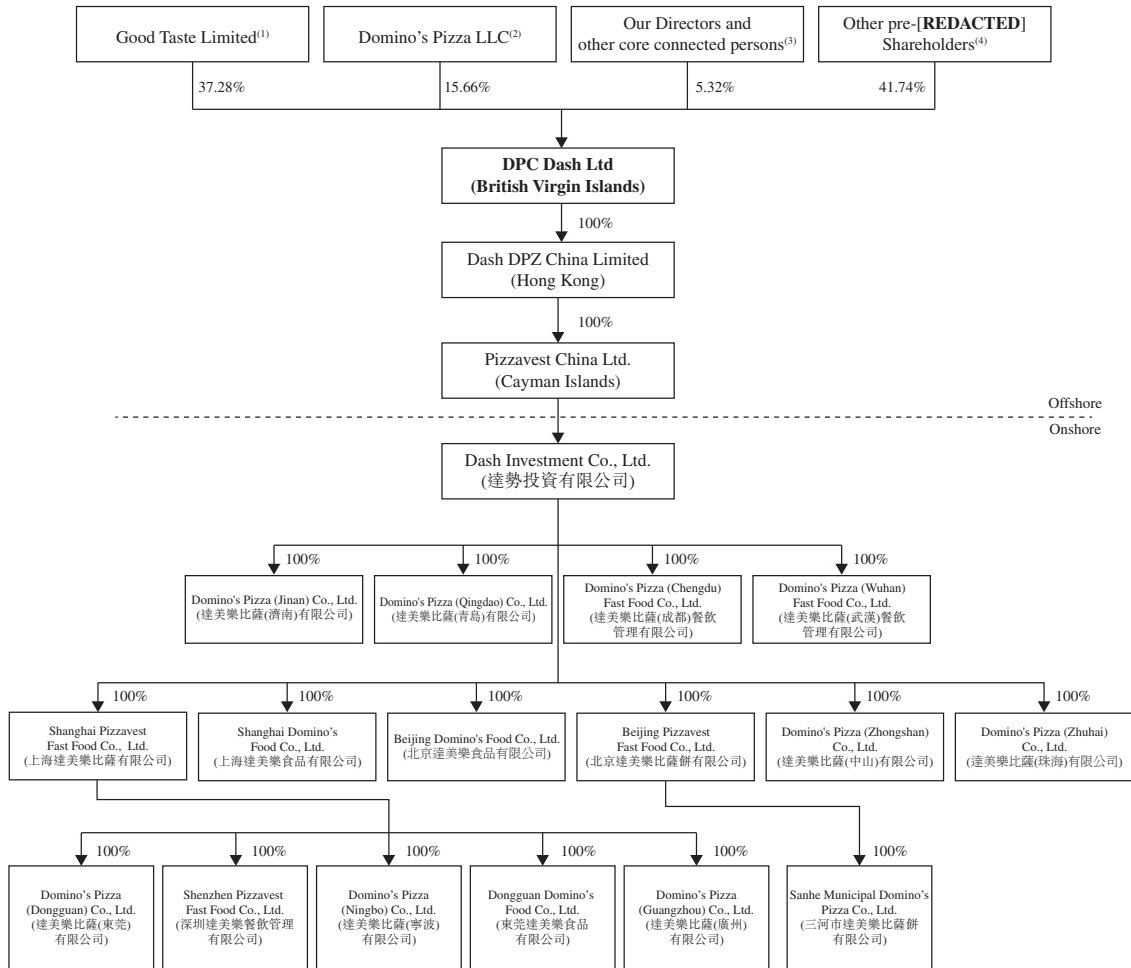 Good Taste Limited(1)
Domino's Pizza LLC(2)
Our Directors and
other core connected persons(3)
Other pre-[REDACTED]
Shareholders(4)
37.28%
15.66%
5.32%
41.74%
DPC Dash Ltd
(British Virgin Islands)
100%
Dash DPZ China Limited
(Hong Kong)
100%
Pizzavest China Ltd.
(Cayman Islands)
Offshore
Onshore
Dash Investment Co., Ltd.
(達勢投資有限公司)
100%
100%
100%
100%
Domino's Pizza (Jinan) Co., Ltd.
(達美樂比薩(濟南)有限公司)
Domino's Pizza (Qingdao) Co., Ltd.
(達美樂比薩(青島)有限公司)
Domino's Pizza (Chengdu)
Fast Food Co., Ltd.
(達美樂比薩(成都)餐飲
管理有限公司)
Domino's Pizza (Wuhan)
Fast Food Co., Ltd.
(達美樂比薩(武漢)餐飲
管理有限公司)
100%
100%
100%
100%
100%
100%
Shanghai Pizzavest
Fast Food Co., Ltd.
(上海達美樂比薩有限公司)
Shanghai Domino's
Food Co., Ltd.
(上海達美樂食品有限公司)
Beijing Domino's Food Co., Ltd.
(北京達美樂食品有限公司)
Beijing Pizzavest
Fast Food Co., Ltd.
(北京達美樂比薩餅有限公司)
Domino's Pizza (Zhongshan)
Co., Ltd.
(達美樂比薩(中山)有限公司)
Domino's Pizza (Zhuhai)
Co., Ltd.
(達美樂比薩(珠海)有限公司)
100%
100%
100%
100%
100%
100%
Domino's Pizza
(Dongguan) Co., Ltd.
(達美樂比薩(東莞)
有限公司)
Shenzhen Pizzavest
Fast Food Co., Ltd.
(深圳達美樂餐飲管理
有限公司)
Domino's Pizza
(Ningbo) Co., Ltd.
(達美樂比薩(寧波)
有限公司)
Dongguan Domino's
Food Co., Ltd.
(東莞達美樂食品
有限公司)
Domino's Pizza
(Guangzhou) Co., Ltd.
(達美樂比薩(廣州)
有限公司)
Sanhe Municipal Domino's
Pizza Co., Ltd.
(三河市達美樂比薩餅
有限公司)